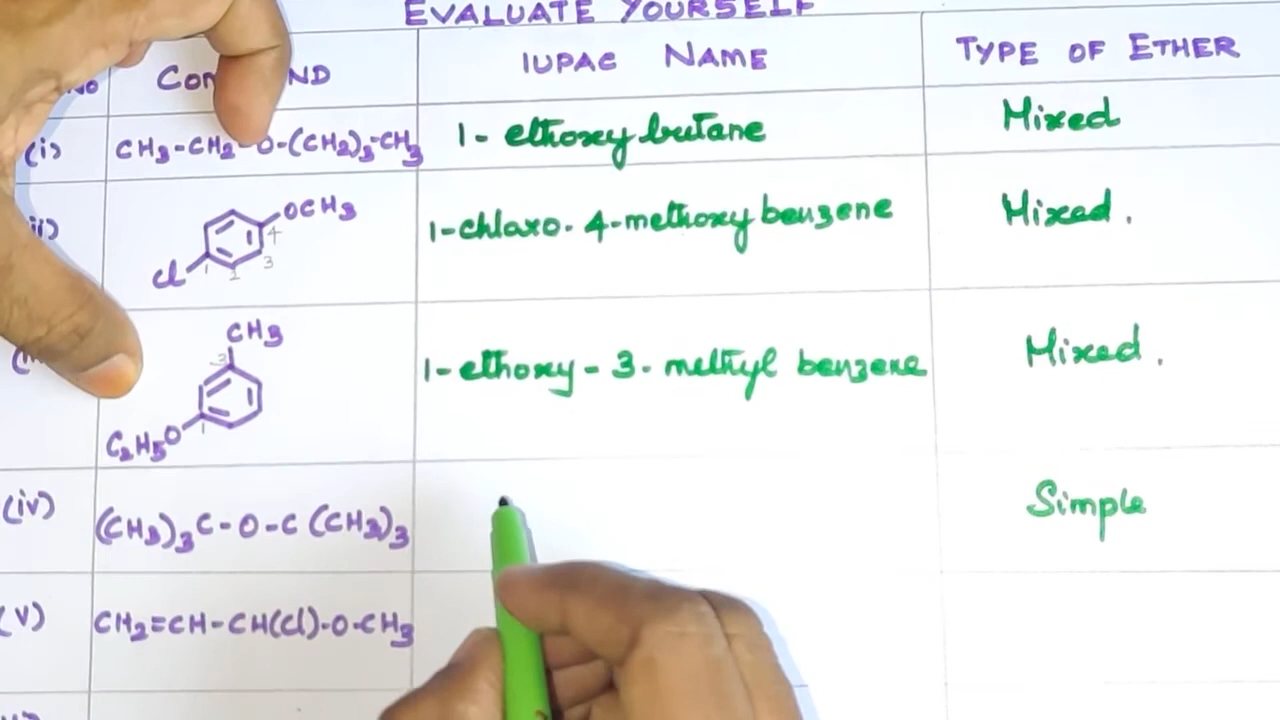 EVALUATE YOURSELF
No
IUPAC NAME
TYPE OF ETHER
(i) CH3-CH2-O-(CH2)3-CH3
1- ethoxy butane
Mixed
OCH3
4
3
2
1
Cl
1-chloro. 4-methoxy benzene
Mixed.
CH3
3
1
C2H5O
1-ethoxy - 3. methyl benzene
Mixed.
(iv) (CH3)3C-O-C(CH3)3
Simple
(v) CH2=CH-CH(Cl)-O-CH3